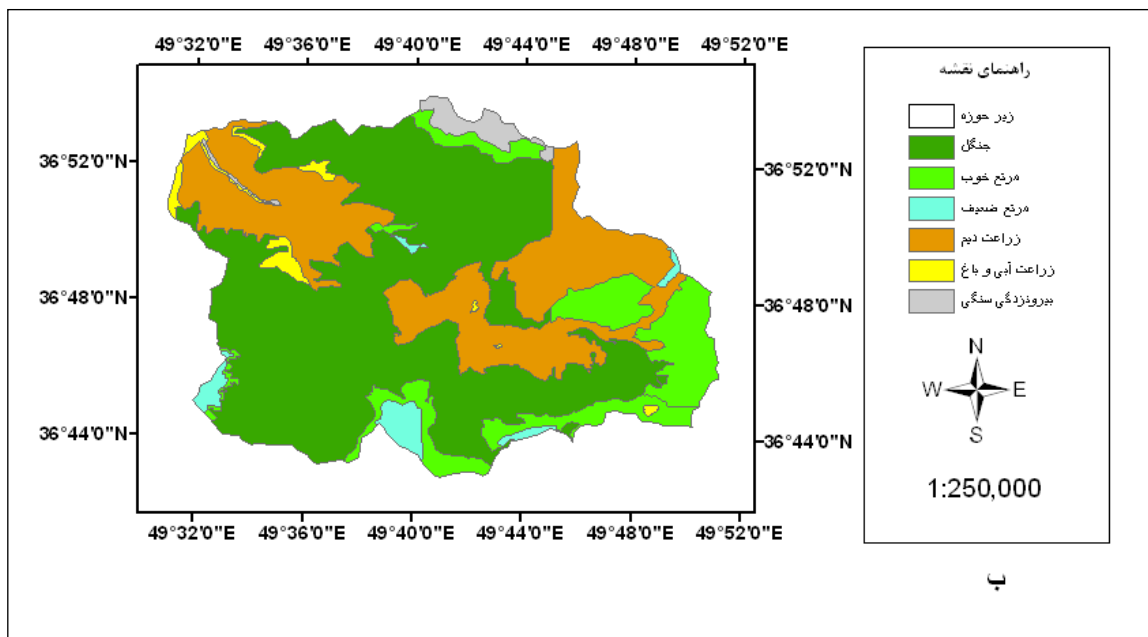 49°32'0"E 49°36'0"E 49°40'0"E 49°44'0"E 49°48'0"E 49°52'0"E
36°52'0"N 36°52'0"N
36°48'0"N 36°48'0"N
36°44'0"N 36°44'0"N
49°32'0"E 49°36'0"E 49°40'0"E 49°44'0"E 49°48'0"E 49°52'0"E
راهنمای نقشه
زیر حوزه
جنگل
مرتع خوب
مرتع ضعیف
زراعت دیم
زراعت آبی و باغ
بیرونزدگی سنگی
N
W E
S
1:250,000
ب